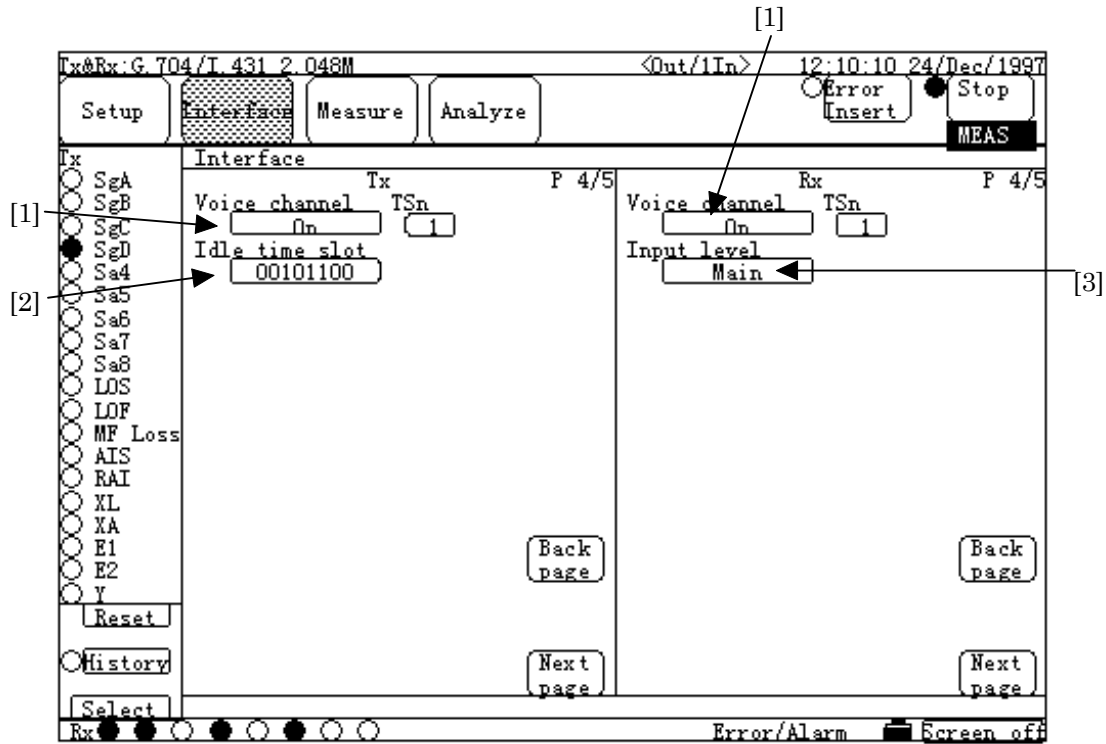 [1]
Tx&Rx:G.704/I.431 2.048M <Out/1In> 12:10:10 24/Dec/1997
Setup Interface Measure Analyze Error Insert Stop
MEAS
Tx Interface
Tx P 4/5 Rx P 4/5
SgA
SgB Voice channel TSn Voice channel TSn
[1] SgC On 1 On 1
SgD Idle time slot Input level
Sa4 00101100 Main
[2] Sa5 [3]
Sa6
Sa7
Sa8
LOS
LOF
MF Loss
AIS
RAI
XL
XA
E1 Back page Back page
E2
Y
Reset
History Next page Next page
Select
Rx Error/Alarm Screen off